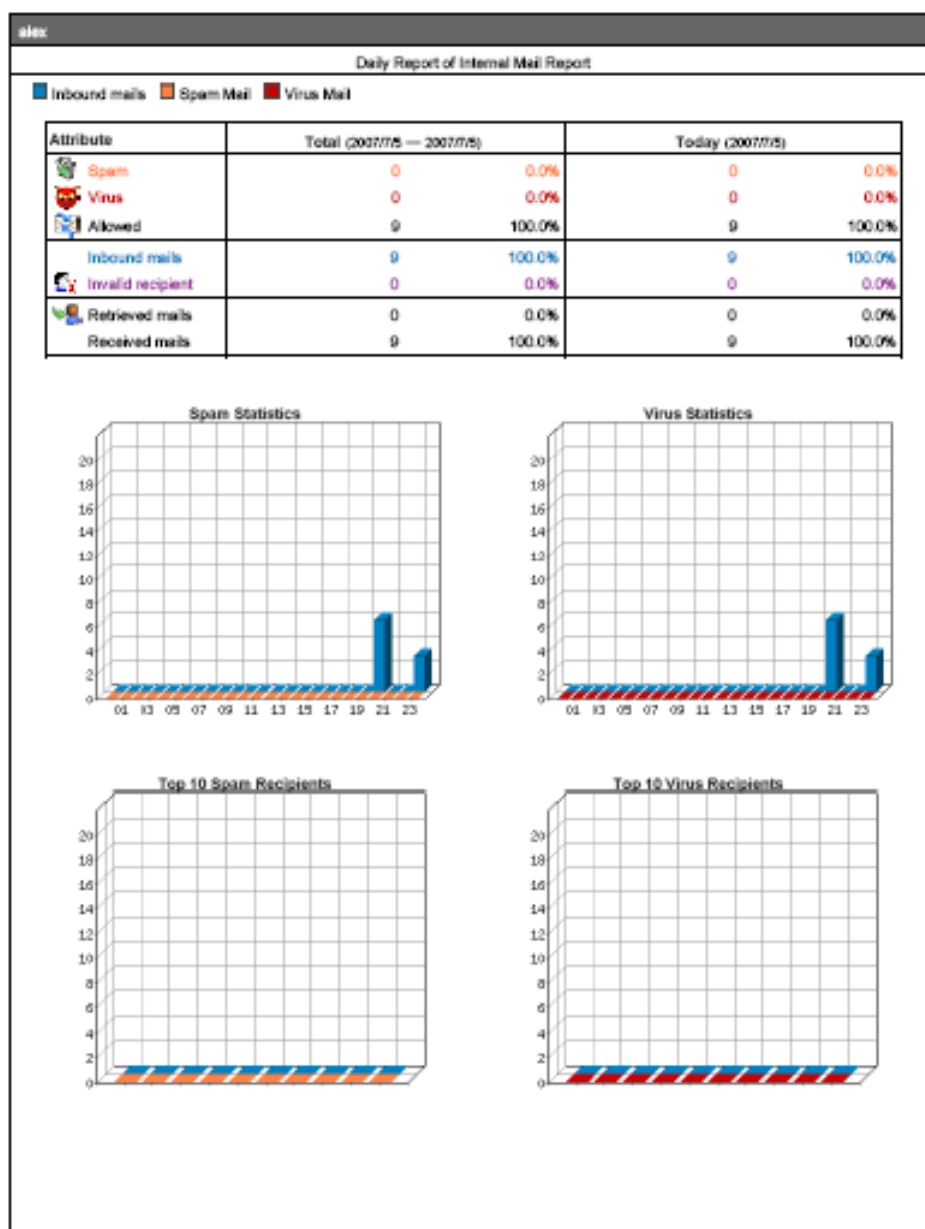 alex
Daily Report of Internal Mail Report
Inbound mails Spam Mail Virus Mail
Attribute Total (2007/7/5 — 2007/7/5) Today (2007/7/5)
Spam 0 0.0% 0 0.0%
Virus 0 0.0% 0 0.0%
Allowed 9 100.0% 9 100.0%
Inbound mails 9 100.0% 9 100.0%
Invalid recipient 0 0.0% 0 0.0%
Retrieved mails 0 0.0% 0 0.0%
Received mails 9 100.0% 9 100.0%
Spam Statistics
20
18
16
14
12
10
8
6
4
2
0
01 03 05 07 09 11 13 15 17 19 21 23
Virus Statistics
20
18
16
14
12
10
8
6
4
2
0
01 03 05 07 09 11 13 15 17 19 21 23
Top 10 Spam Recipients
20
18
16
14
12
10
8
6
4
2
0
Top 10 Virus Recipients
20
18
16
14
12
10
8
6
4
2
0